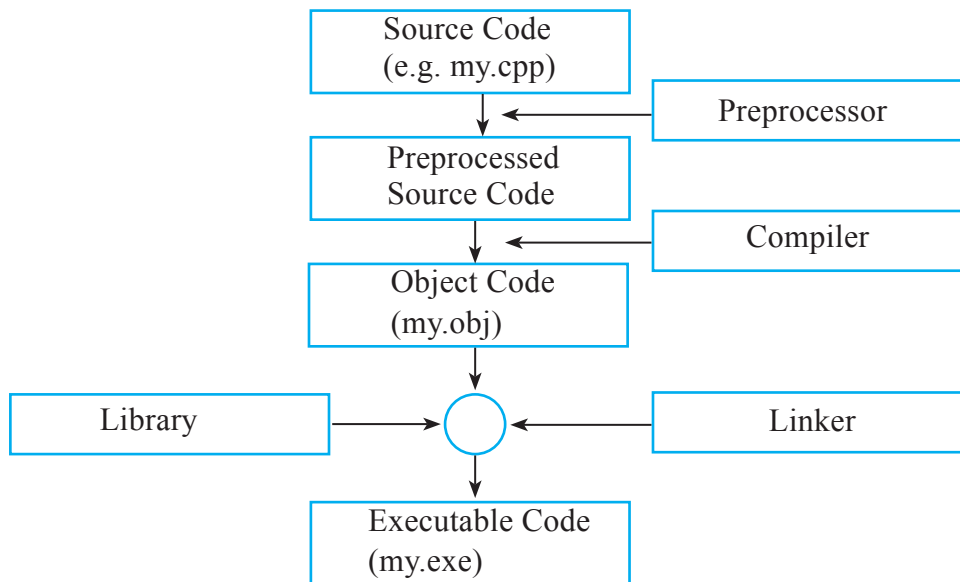 Source Code
(e.g. my.cpp)
Preprocessor
Preprocessed
Source Code
Compiler
Object Code
(my.obj)
Library
Linker
Executable Code
(my.exe)